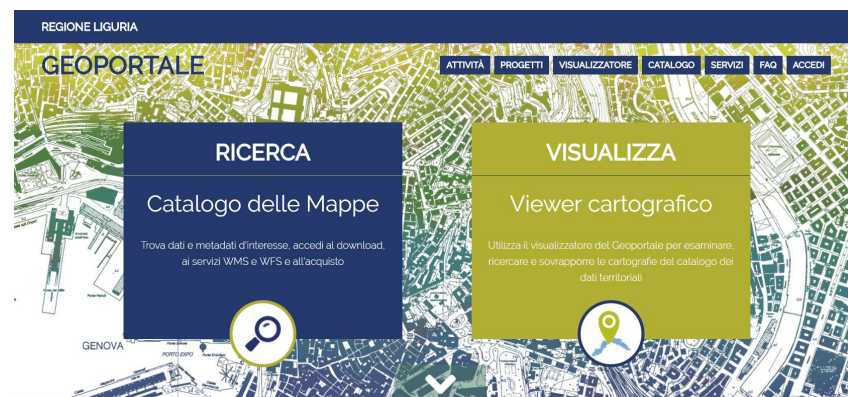 REGIONE LIGURIA
GEOPORTALE
ATTIVITÀ PROGETTI VISUALIZZATORE CATALOGO SERVIZI FAQ ACCEDI
RICERCA
Catalogo delle Mappe
Trova dati e metadati d'interesse, accedi al download,
ai servizi WMS e WFS e all'acquisto
VISUALIZZA
Viewer cartografico
Utilizza il visualizzatore del Geoportale per esaminare,
ricercare e sovrapporre le cartografie del catalogo dei
dati territoriali
GENOVA
PORTO EXPO